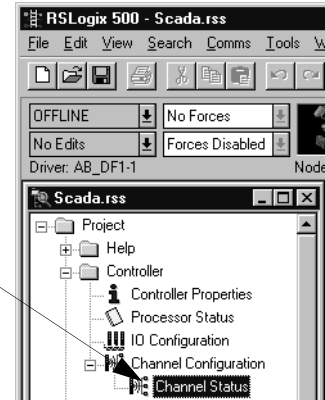 RSLogix 500 - Scada.rss
File Edit View Search Comms Tools
OFFLINE No Forces
No Edits Forces Disabled
Driver: AB_DF1-1 Node
Scada.rss
Project
Help
Controller
Controller Properties
Processor Status
IO Configuration
Channel Configuration
Channel Status